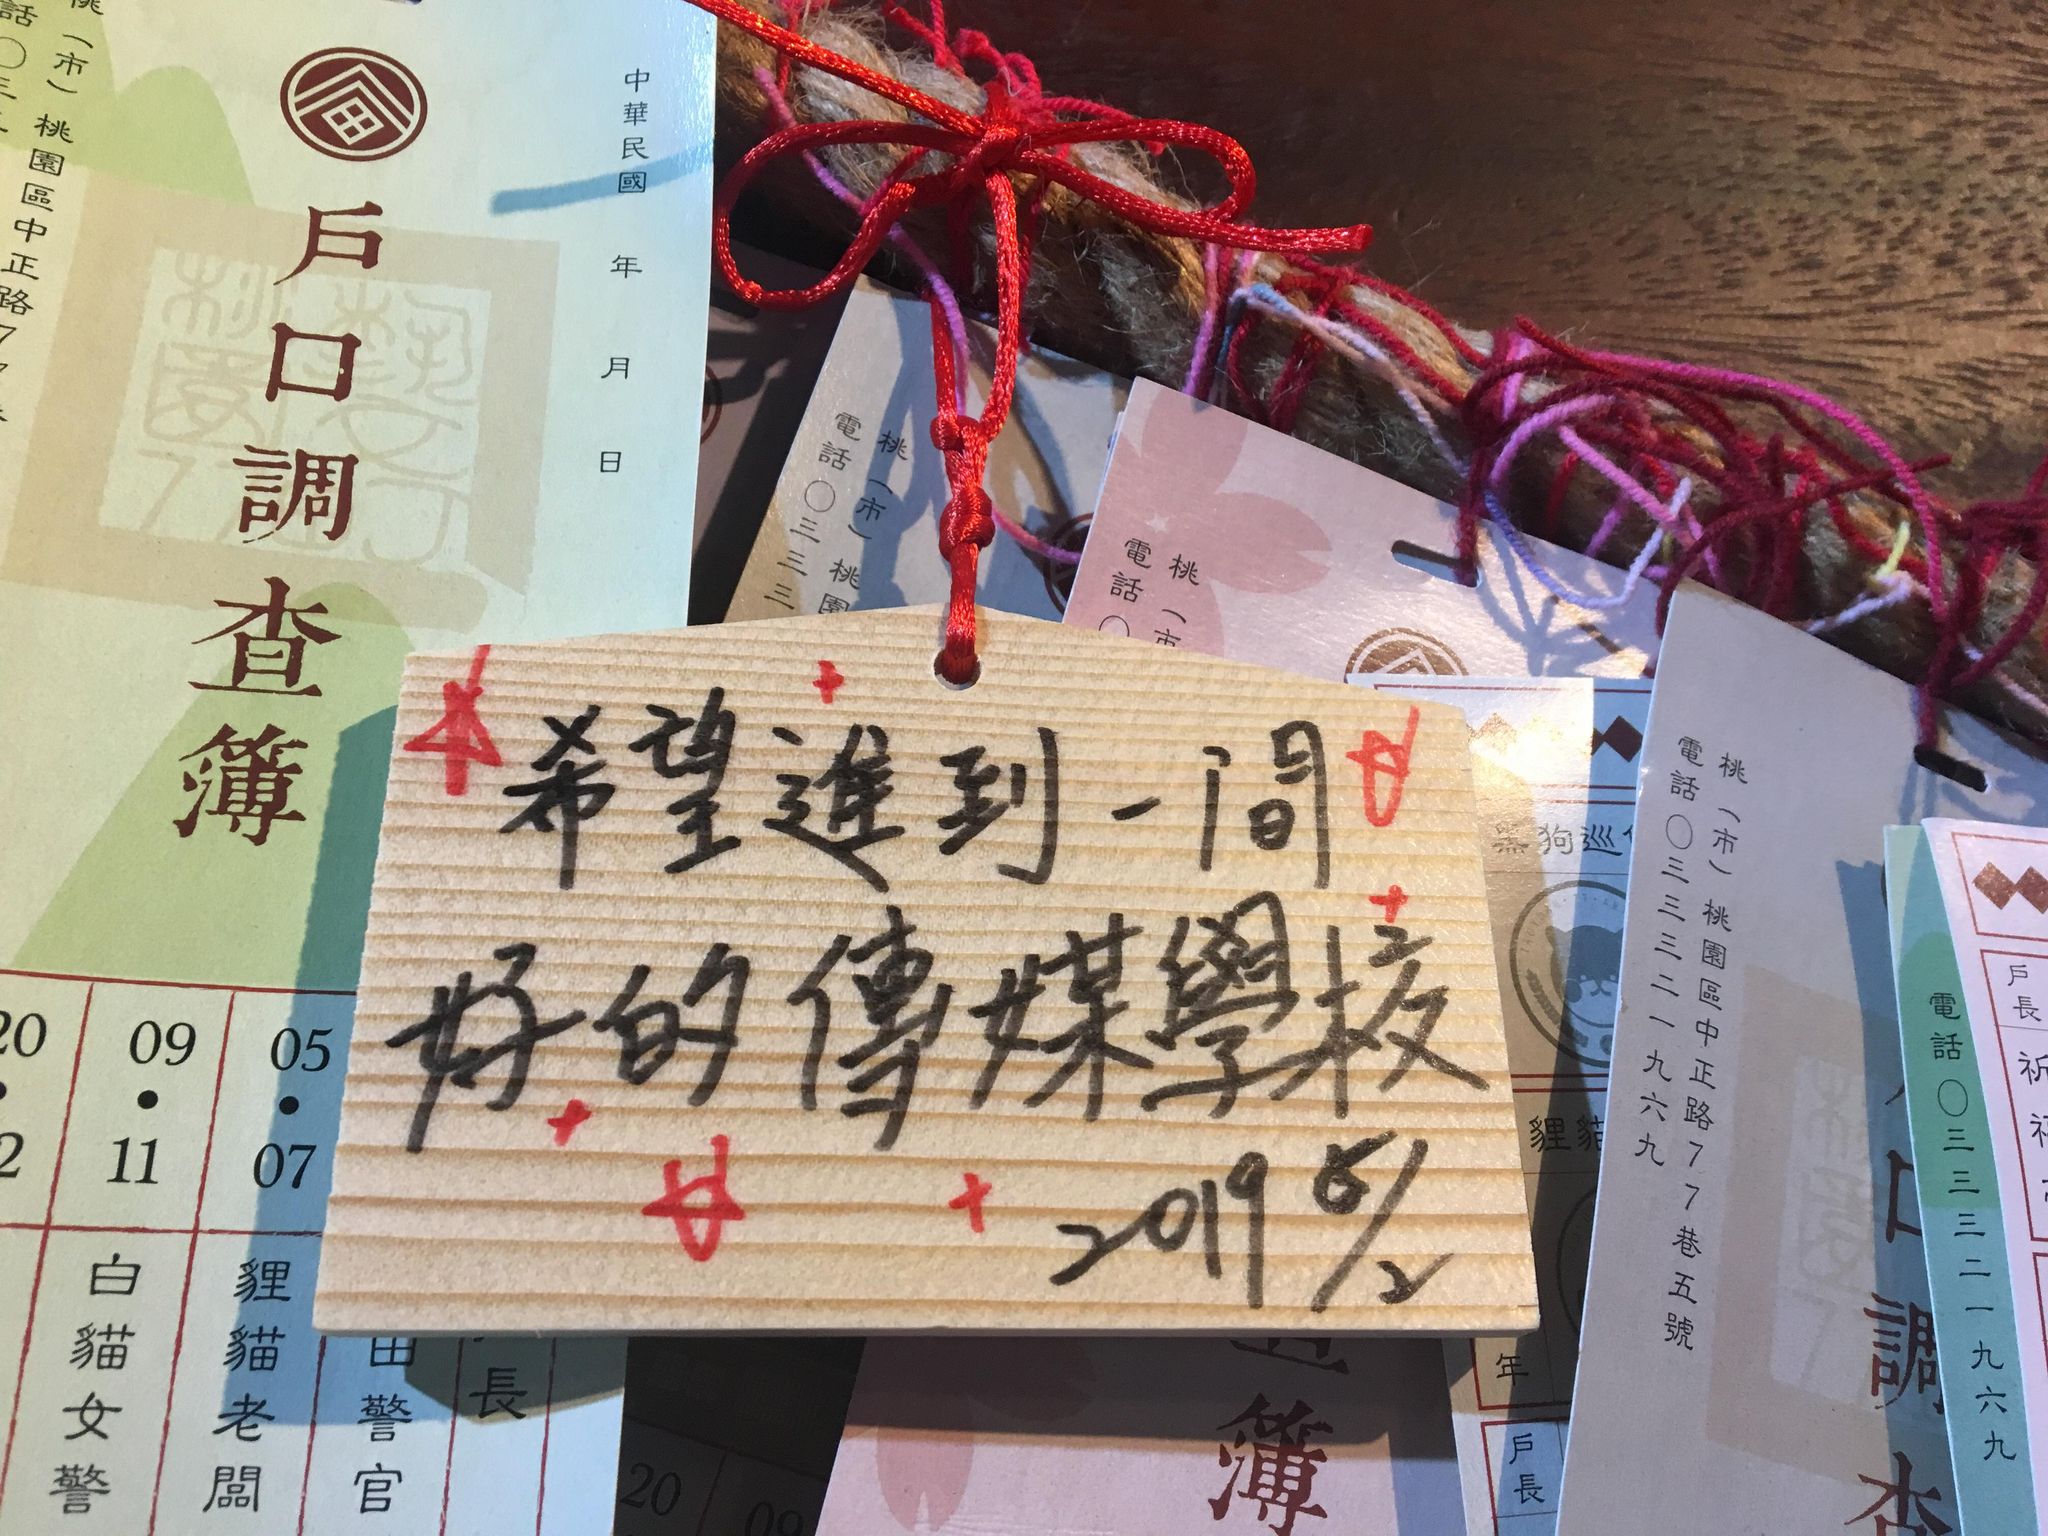 希望進到一間
好的傳媒學校
2019 5/2
中華民國 年 月 日
戶口調查簿
(市)桃園區中正路77巷
電話〇三
20・
09・11
05・07
白貓女警
貍貓老闆
警官
長
電話〇三三三
桃(市)桃園
電話〇
桃(市
黑狗巡
貍貓
年
戶長
桃(市)桃園區中正路77巷五號
電話〇三三三二一九六九
口調查
電話〇三三三二一九六九
戶長
祈
簿
20
09